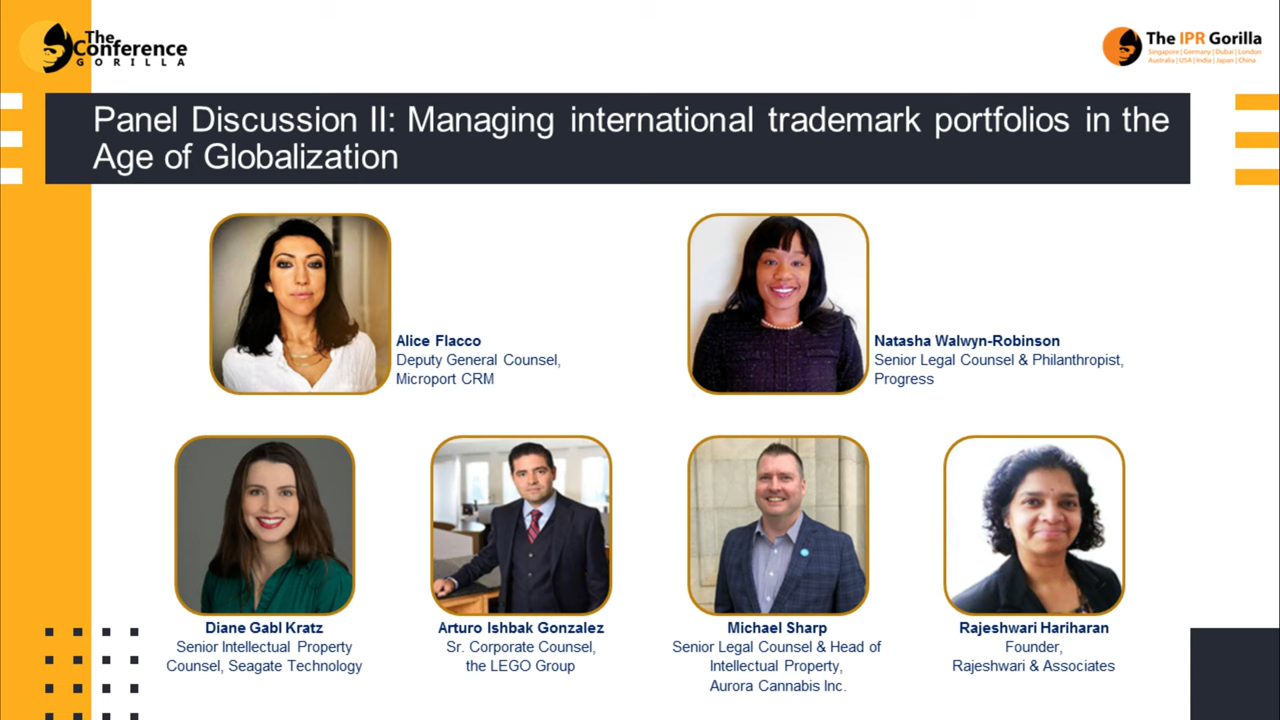 The
Conference
GORILLA
The IPR Gorilla
Singapore | Germany | Dubai | London
Australia | USA | India | Japan | China
Panel Discussion II: Managing international trademark portfolios in the
Age of Globalization
Alice Flacco
Deputy General Counsel,
Microport CRM
Natasha Walwyn-Robinson
Senior Legal Counsel & Philanthropist,
Progress
Diane Gabl Kratz
Senior Intellectual Property
Counsel, Seagate Technology
Arturo Ishbak Gonzalez
Sr. Corporate Counsel,
the LEGO Group
Michael Sharp
Senior Legal Counsel & Head of
Intellectual Property,
Aurora Cannabis Inc.
Rajeshwari Hariharan
Founder,
Rajeshwari & Associates